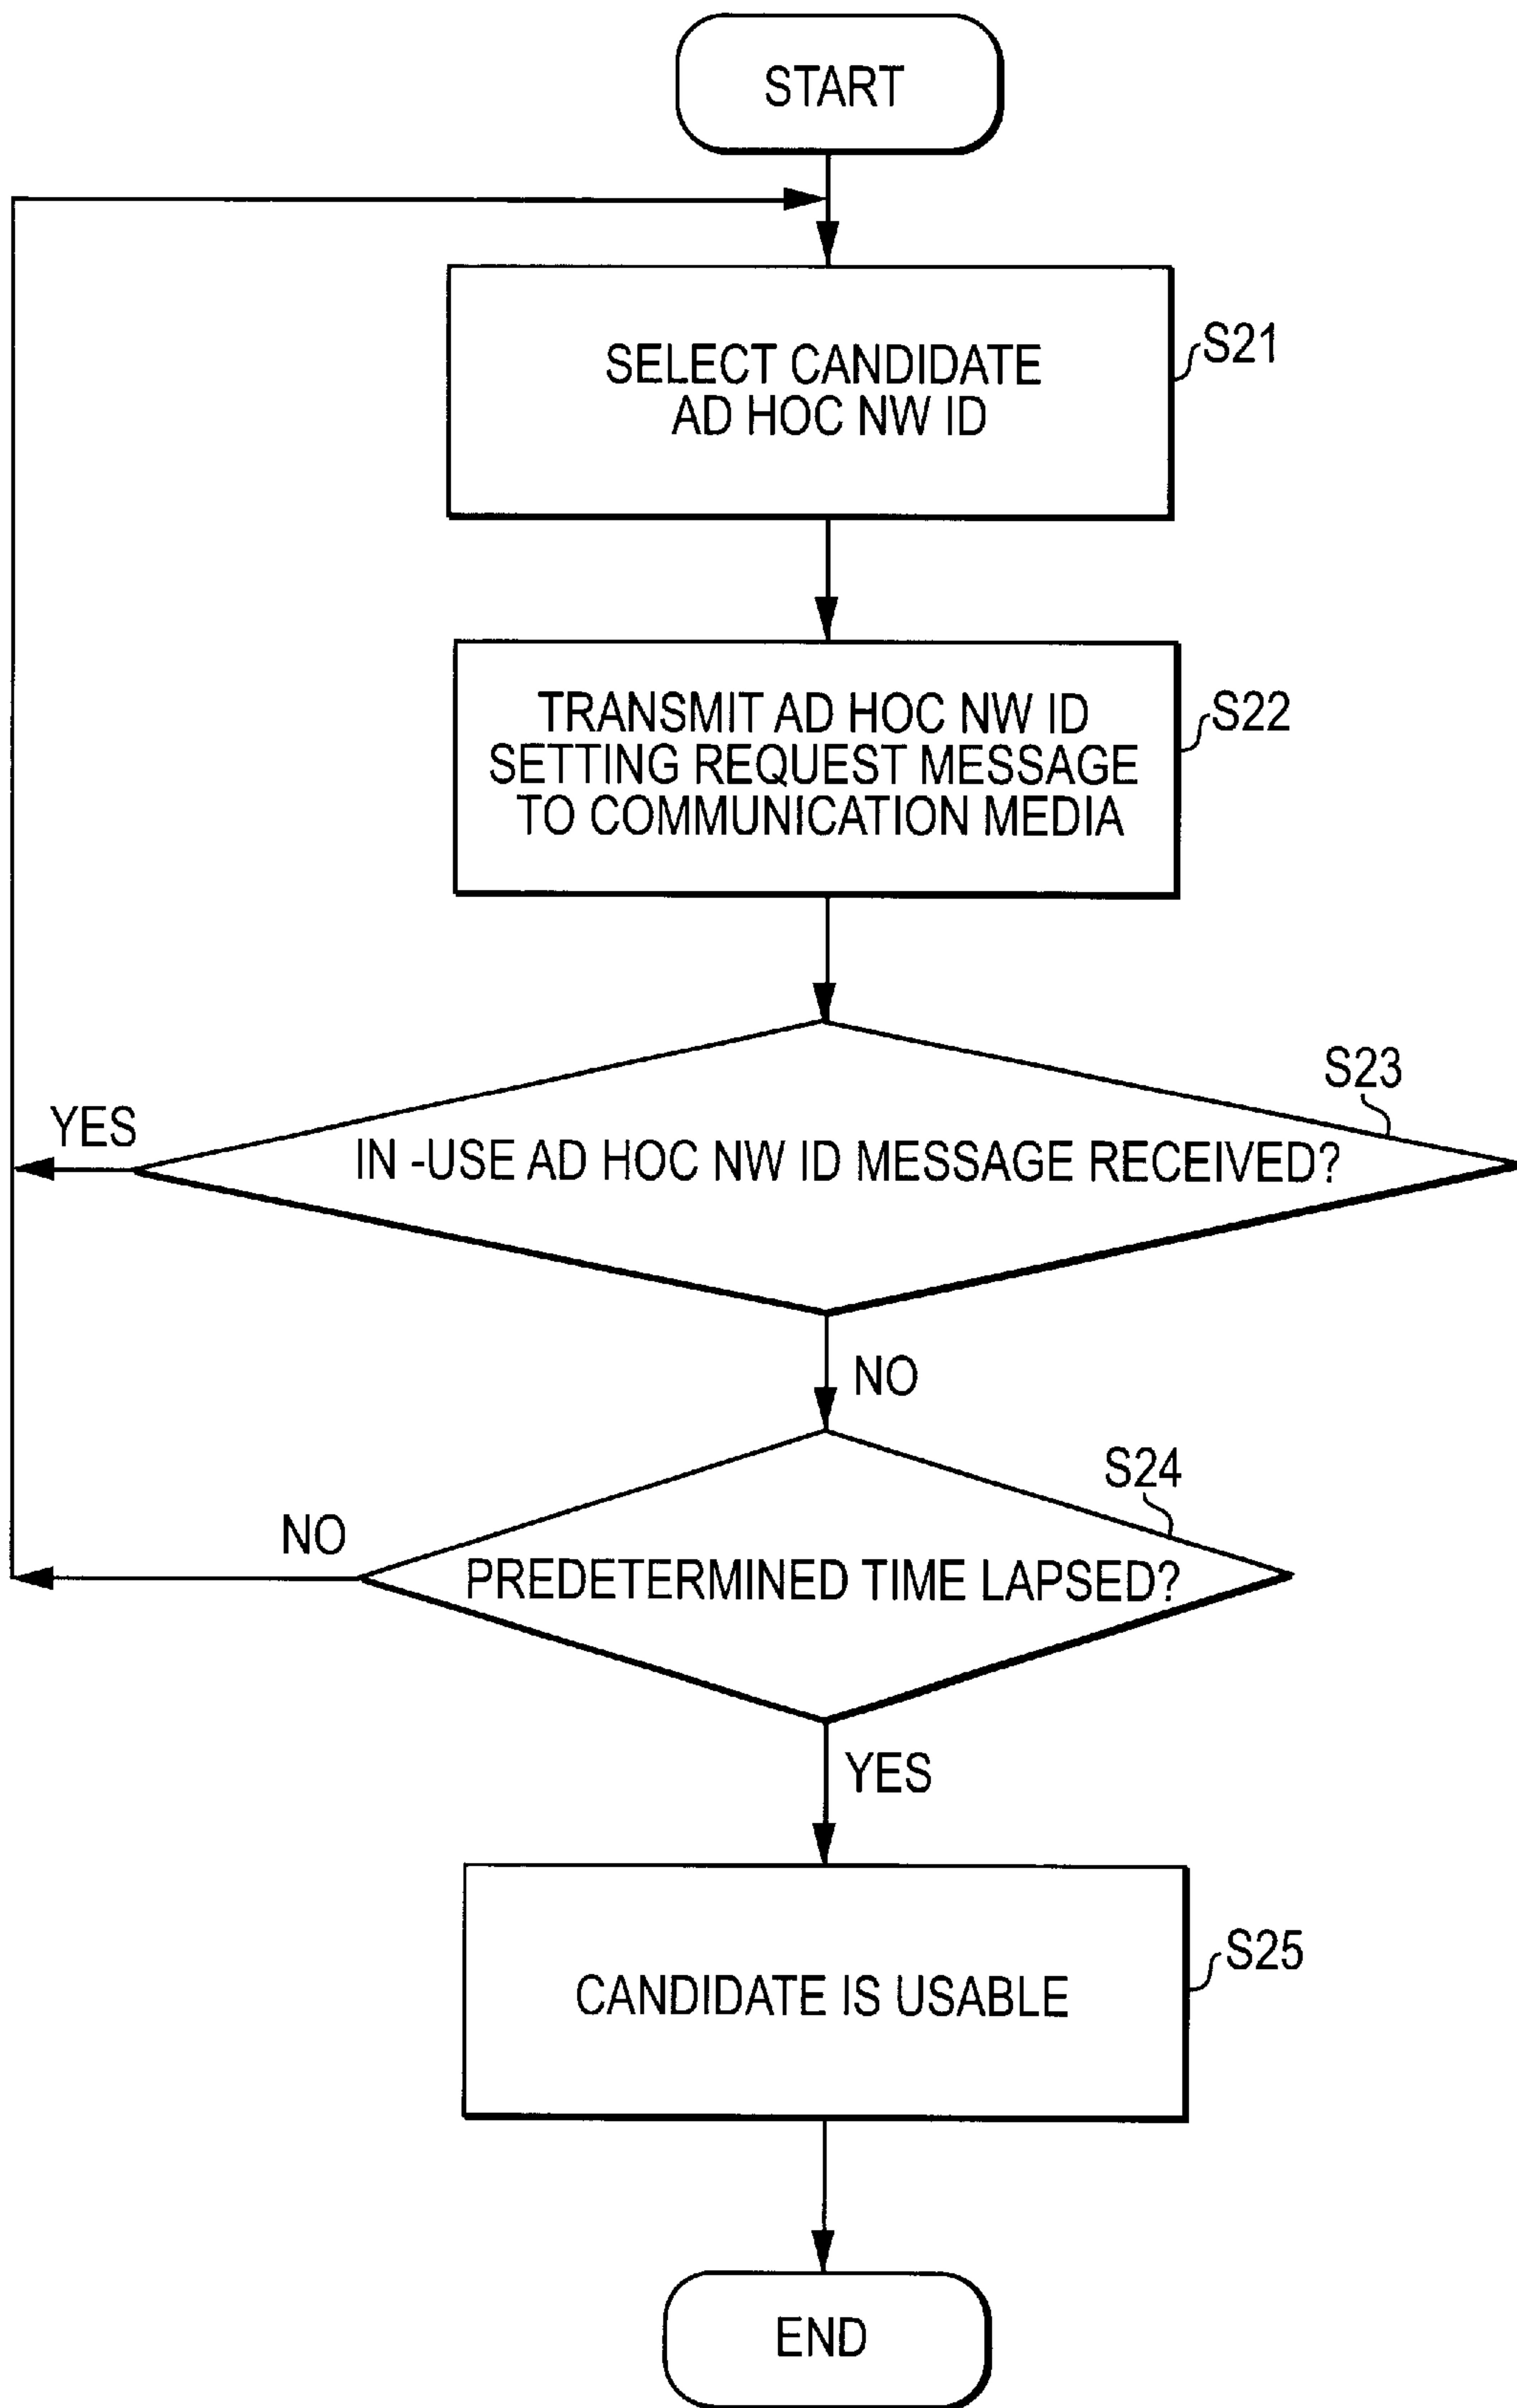 START
SELECT CANDIDATE
AD HOC NW ID
S21
TRANSMIT AD HOC NW ID
SETTING REQUEST MESSAGE
TO COMMUNICATION MEDIA
S22
S23
YES
IN -USE AD HOC NW ID MESSAGE RECEIVED?
NO
S24
NO
PREDETERMINED TIME LAPSED?
YES
CANDIDATE IS USABLE
S25
END